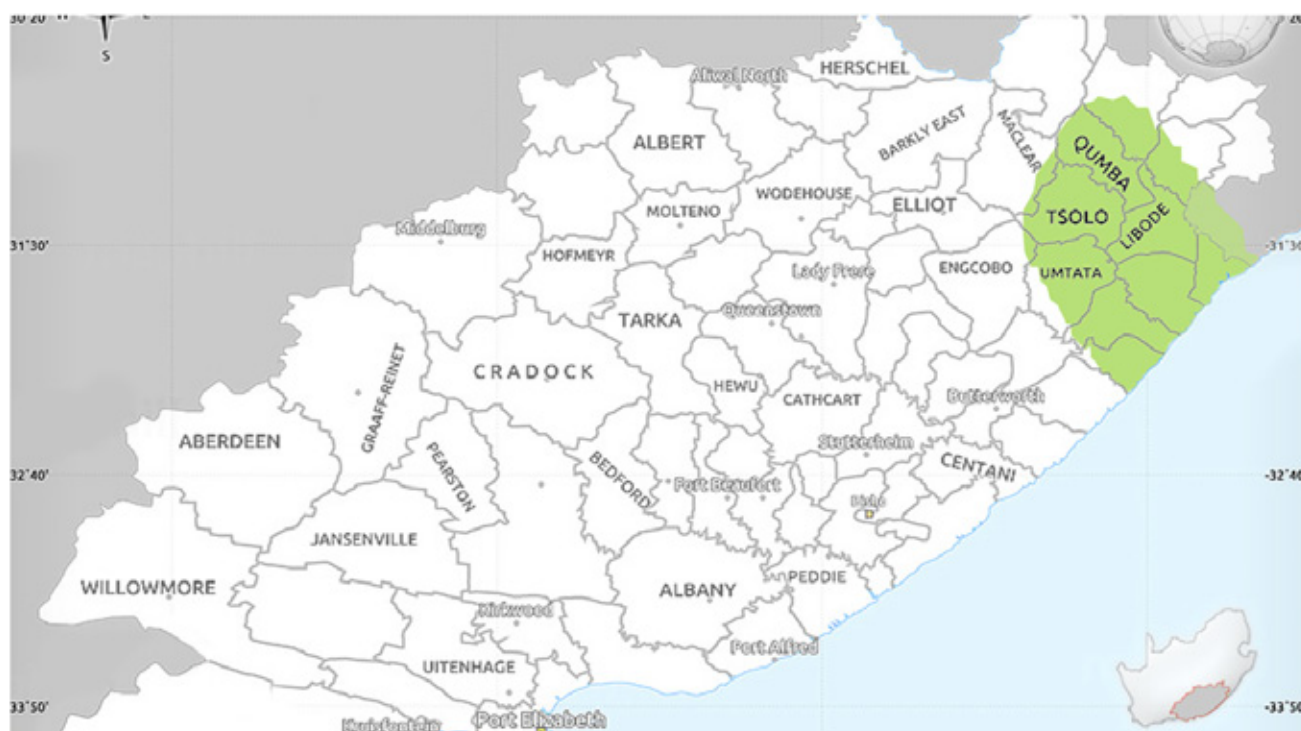 S
HERSCHEL
Aliwal North
MACLEAR
BARKLY EAST
ALBERT
QUMBA
WODEHOUSE
ELLIOT
MOLTENO
TSOLO
LIBODE
Middelburg
31°30'
-31°30
HOFMEYR
Lady Frere
ENGCOBO
UMTATA
Queenstown
TARKA
CRADOCK
HEWU
GRAAFF-REINET
CATHCART
Butterworth
ABERDEEN
Stutterheim
PEARSTON
BEDFORD
CENTANI
32°40'
-32°40
Fort Beaufort
Bisho
JANSENVILLE
WILLOWMORE
ALBANY
PEDDIE
Kirkwood
Port Alfred
UITENHAGE
33°50'
-33°50
Port Elizabeth